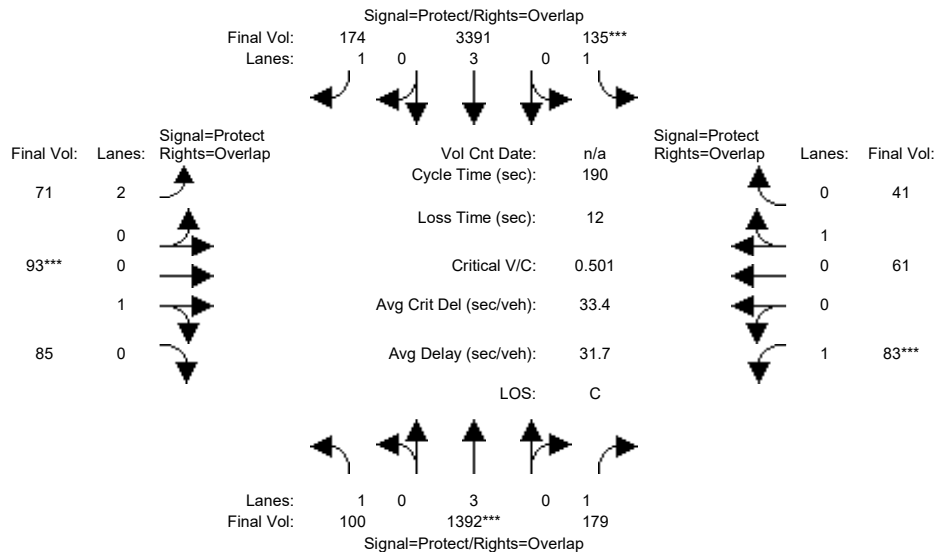 Signal=Protect/Rights=Overlap
Final Vol: 174 3391 135***
Lanes: 1 0 3 0 1
Signal=Protect Signal=Protect
Final Vol: Lanes: Rights=Overlap Vol Cnt Date: n/a Rights=Overlap Lanes: Final Vol:
Cycle Time (sec): 190
71 2 0 41
Loss Time (sec): 12
0 1
93*** 0 Critical V/C: 0.501 0 61
1 Avg Crit Del (sec/veh): 33.4 0
85 0 Avg Delay (sec/veh): 31.7 1 83***
LOS: C
Lanes: 1 0 3 0 1
Final Vol: 100 1392*** 179
Signal=Protect/Rights=Overlap